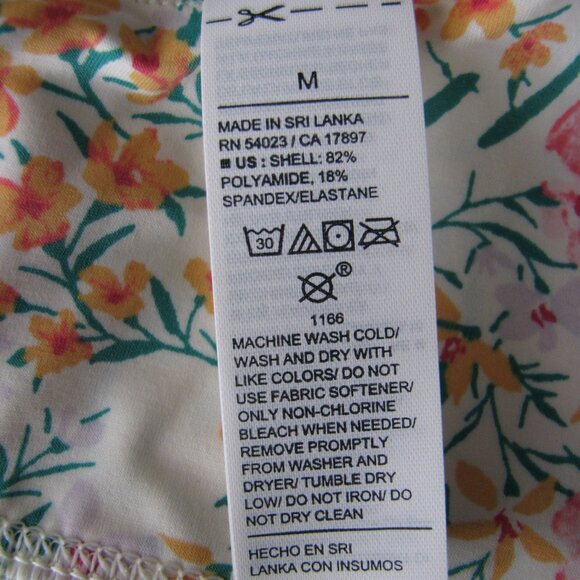 M
MADE IN SRI LANKA
RN 54023 / CA 17897
US : SHELL: 82%
POLYAMIDE, 18%
SPANDEX/ELASTANE
30
®
1166
MACHINE WASH COLD/
WASH AND DRY WITH
LIKE COLORS/ DO NOT
USE FABRIC SOFTENER/
ONLY NON-CHLORINE
BLEACH WHEN NEEDED/
REMOVE PROMPTLY
FROM WASHER AND
DRYER/ TUMBLE DRY
LOW/ DO NOT IRON/ DO
NOT DRY CLEAN
HECHO EN SRI
LANKA CON INSUMOS